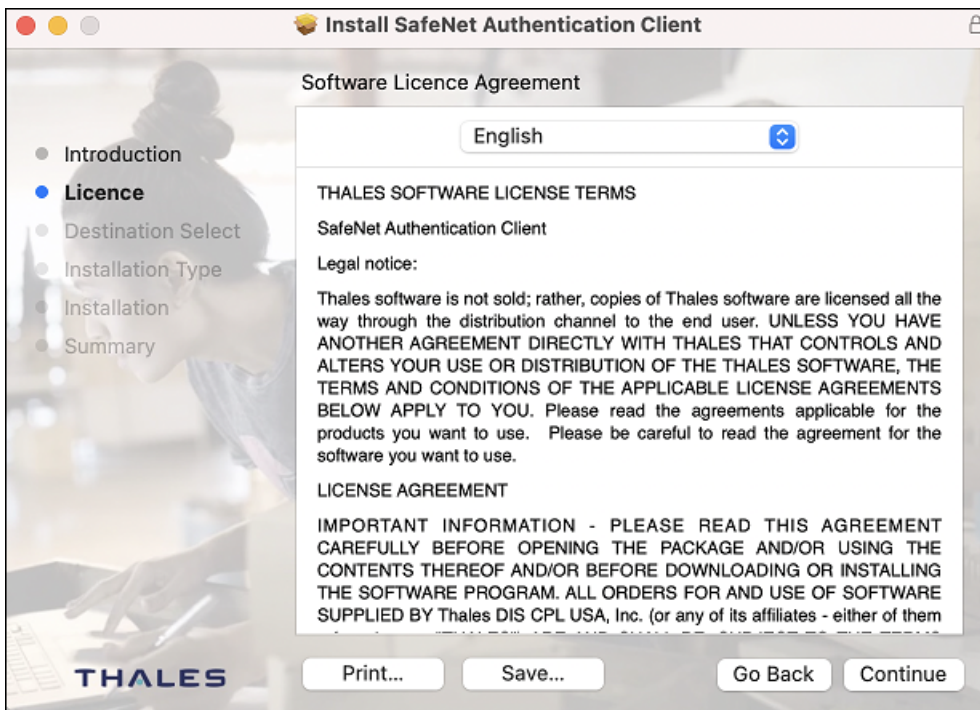 Install SafeNet Authentication Client
Software Licence Agreement
English
Introduction
Licence
Destination Select
Installation Type
Installation
Summary
THALES SOFTWARE LICENSE TERMS
SafeNet Authentication Client
Legal notice:
Thales software is not sold; rather, copies of Thales software are licensed all the
way through the distribution channel to the end user. UNLESS YOU HAVE
ANOTHER AGREEMENT DIRECTLY WITH THALES THAT CONTROLS AND
ALTERS YOUR USE OR DISTRIBUTION OF THE THALES SOFTWARE, THE
TERMS AND CONDITIONS OF THE APPLICABLE LICENSE AGREEMENTS
BELOW APPLY TO YOU. Please read the agreements applicable for the
products you want to use. Please be careful to read the agreement for the
software you want to use.
LICENSE AGREEMENT
IMPORTANT INFORMATION - PLEASE READ THIS AGREEMENT
CAREFULLY BEFORE OPENING THE PACKAGE AND/OR USING THE
CONTENTS THEREOF AND/OR BEFORE DOWNLOADING OR INSTALLING
THE SOFTWARE PROGRAM. ALL ORDERS FOR AND USE OF SOFTWARE
SUPPLIED BY Thales DIS CPL USA, Inc. (or any of its affiliates - either of them
THALES
Print...
Save...
Go Back
Continue